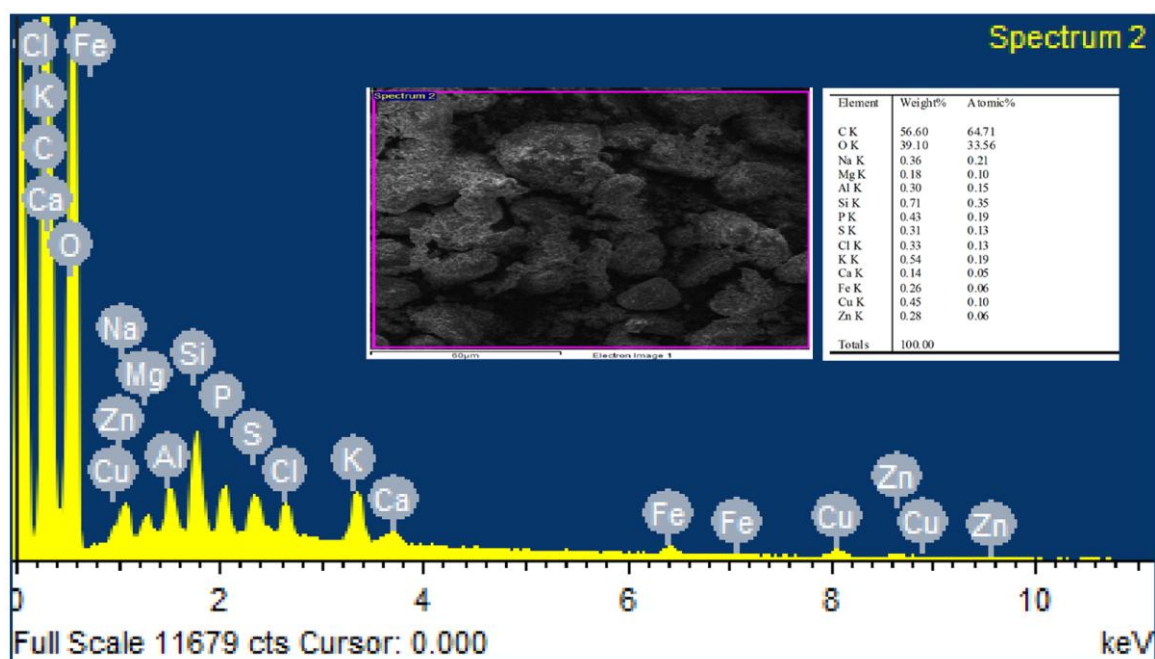 Spectrum 2
Cl Fe
K
C
Ca
O
Na
Mg
Si
Zn
P
Cu
Al
S
Cl
K
Ca
Fe
Fe
Cu
Zn
Cu
Zn
Spectrum 2
60µm Electron Image 1
Element Weight% Atomic%
C K 56.60 64.71
O K 39.10 33.56
Na K 0.36 0.21
Mg K 0.18 0.10
Al K 0.30 0.15
Si K 0.71 0.35
P K 0.43 0.19
S K 0.31 0.13
Cl K 0.33 0.13
K K 0.54 0.19
Ca K 0.14 0.05
Fe K 0.26 0.06
Cu K 0.45 0.10
Zn K 0.28 0.06
Totals 100.00
0 2 4 6 8 10
Full Scale 11679 cts Cursor: 0.000 keV